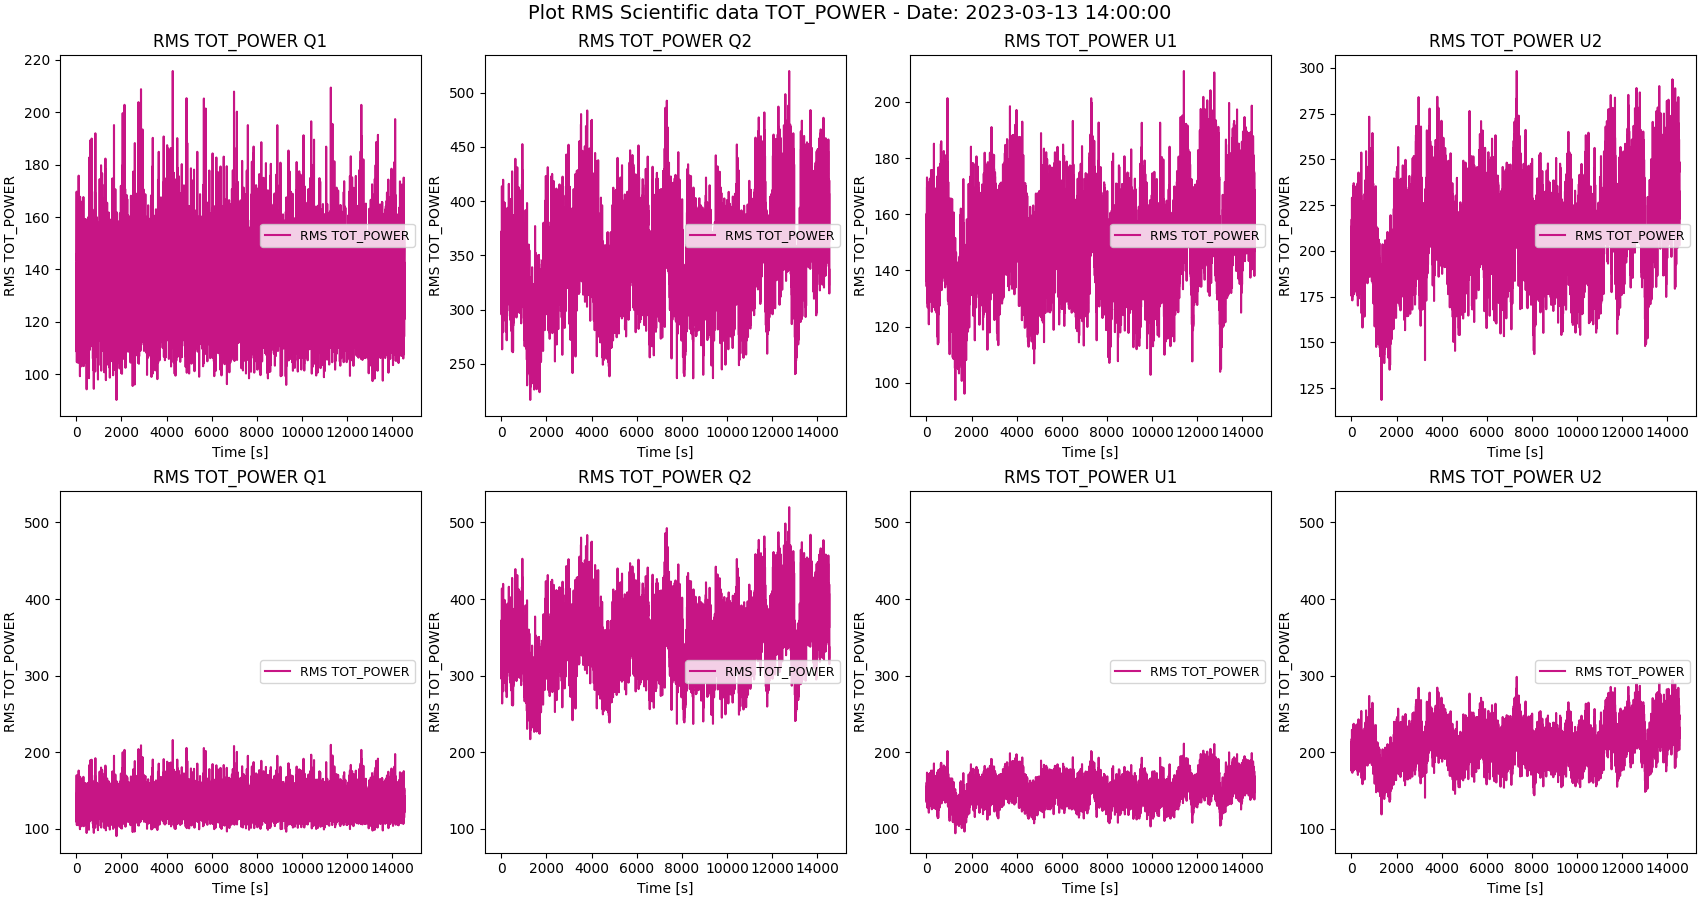 Plot RMS Scientific data TOT_POWER - Date: 2023-03-13 14:00:00
RMS TOT_POWER Q1
RMS TOT_POWER
220
200
180
160
140
120
100
RMS TOT_POWER
0 2000 4000 6000 8000 10000 12000 14000
Time [s]
RMS TOT_POWER Q2
RMS TOT_POWER
500
450
400
350
300
250
RMS TOT_POWER
0 2000 4000 6000 8000 10000 12000 14000
Time [s]
RMS TOT_POWER U1
RMS TOT_POWER
200
180
160
140
120
100
RMS TOT_POWER
0 2000 4000 6000 8000 10000 12000 14000
Time [s]
RMS TOT_POWER U2
RMS TOT_POWER
300
275
250
225
200
175
150
125
RMS TOT_POWER
0 2000 4000 6000 8000 10000 12000 14000
Time [s]
RMS TOT_POWER Q1
RMS TOT_POWER
500
400
300
200
100
RMS TOT_POWER
0 2000 4000 6000 8000 10000 12000 14000
Time [s]
RMS TOT_POWER Q2
RMS TOT_POWER
500
400
300
200
100
RMS TOT_POWER
0 2000 4000 6000 8000 10000 12000 14000
Time [s]
RMS TOT_POWER U1
RMS TOT_POWER
500
400
300
200
100
RMS TOT_POWER
0 2000 4000 6000 8000 10000 12000 14000
Time [s]
RMS TOT_POWER U2
RMS TOT_POWER
500
400
300
200
100
RMS TOT_POWER
0 2000 4000 6000 8000 10000 12000 14000
Time [s]